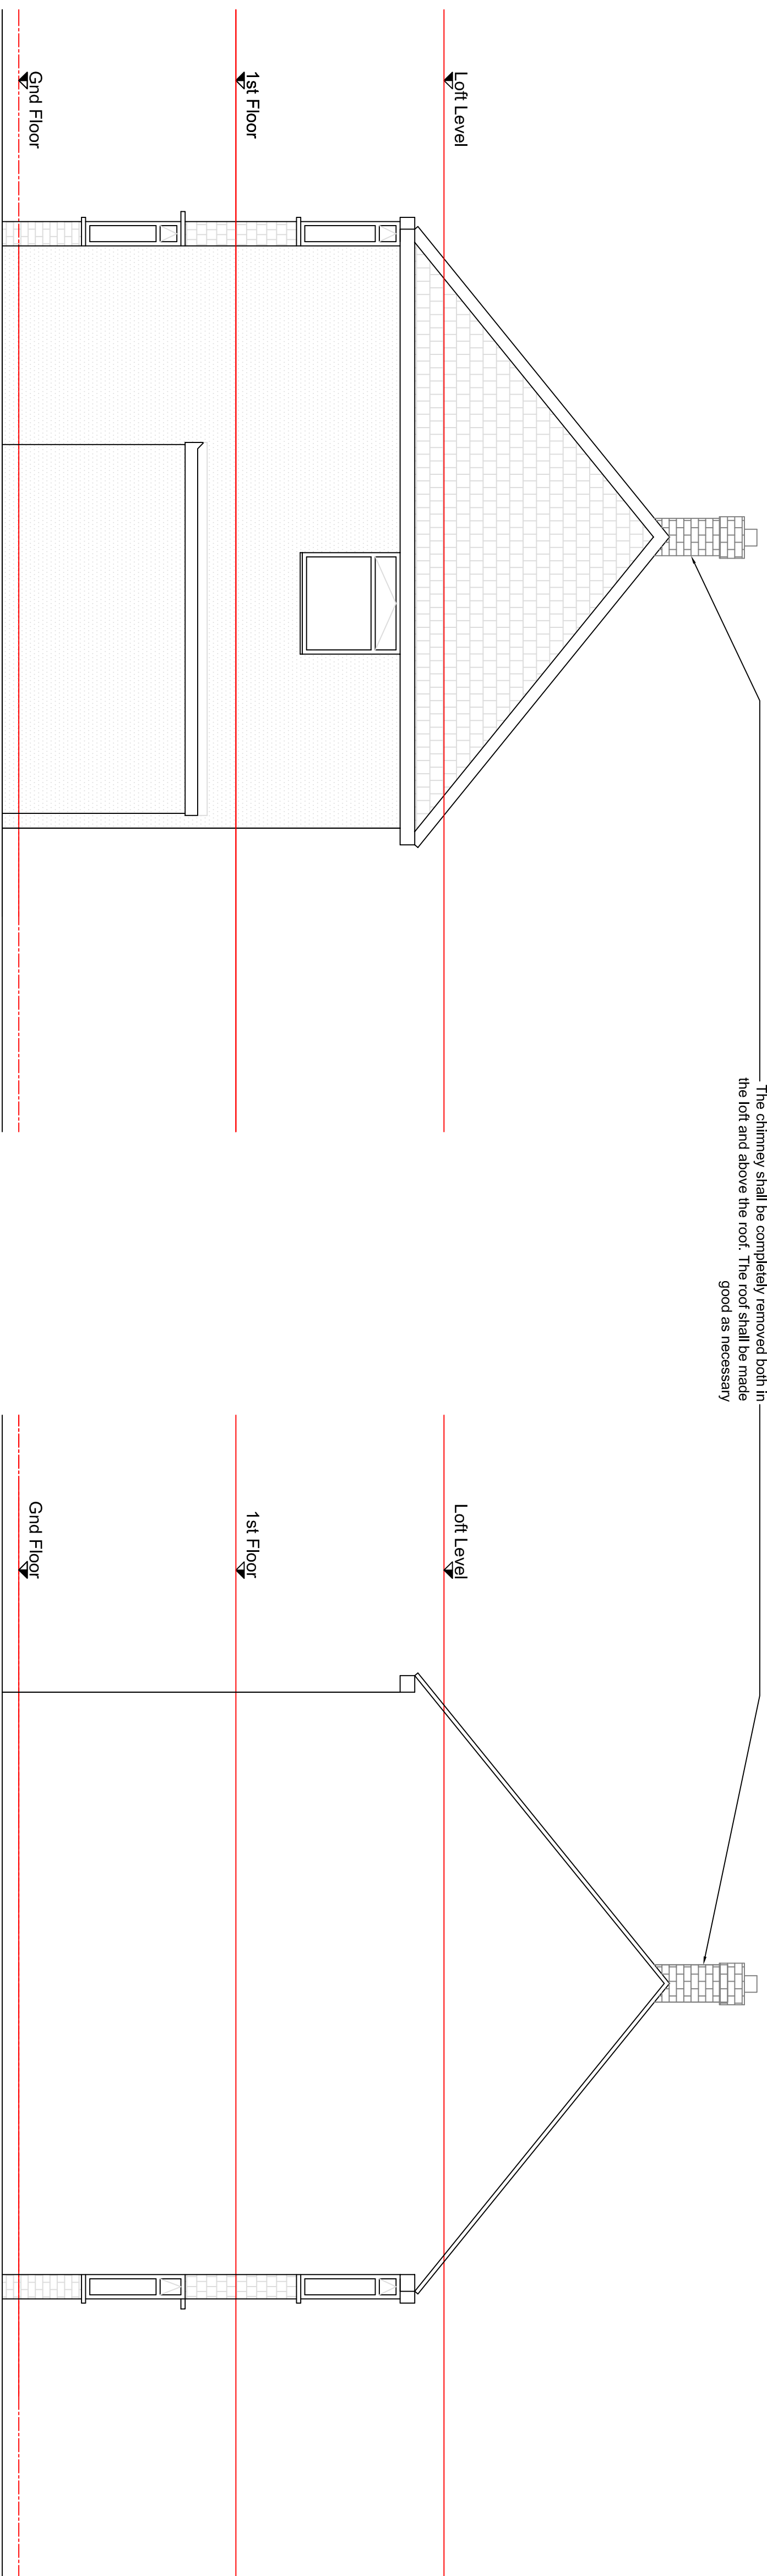 The chimney shall be completely removed both in
the loft and above the roof. The roof shall be made
good as necessary
Loft Level
1st Floor
Gnd Floor
Loft Level
1st Floor
Gnd Floor